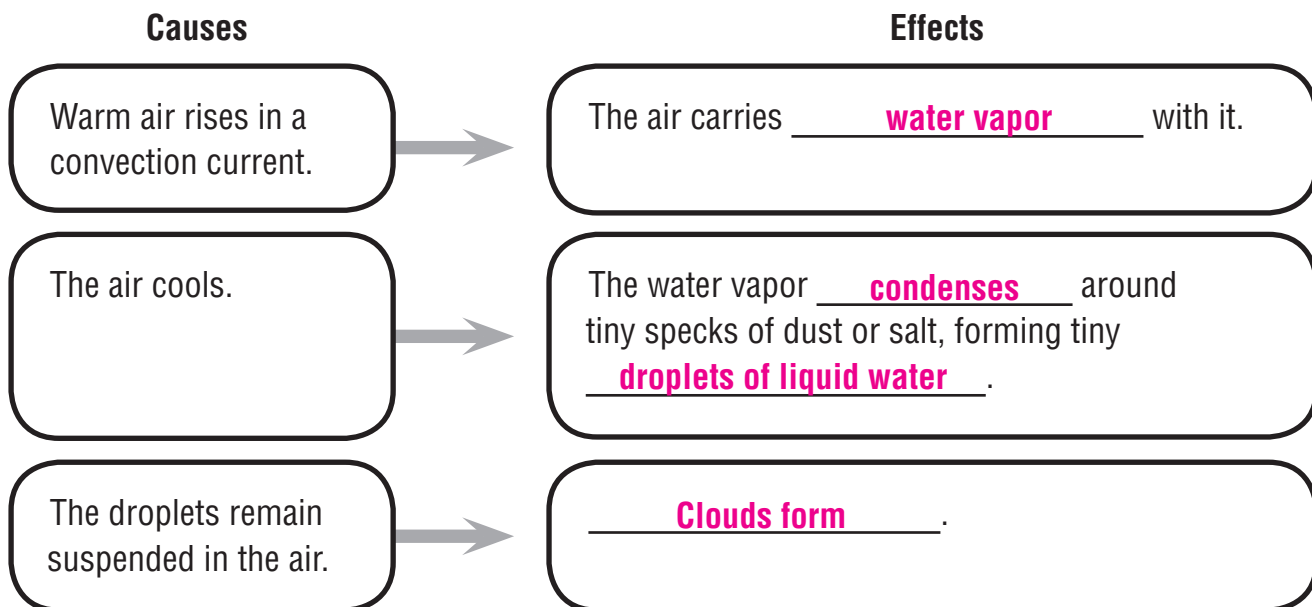 Causes
Effects
Warm air rises in a
convection current.
The air carries water vapor with it.
The air cools.
The water vapor condenses around
tiny specks of dust or salt, forming tiny
droplets of liquid water.
The droplets remain
suspended in the air.
Clouds form.